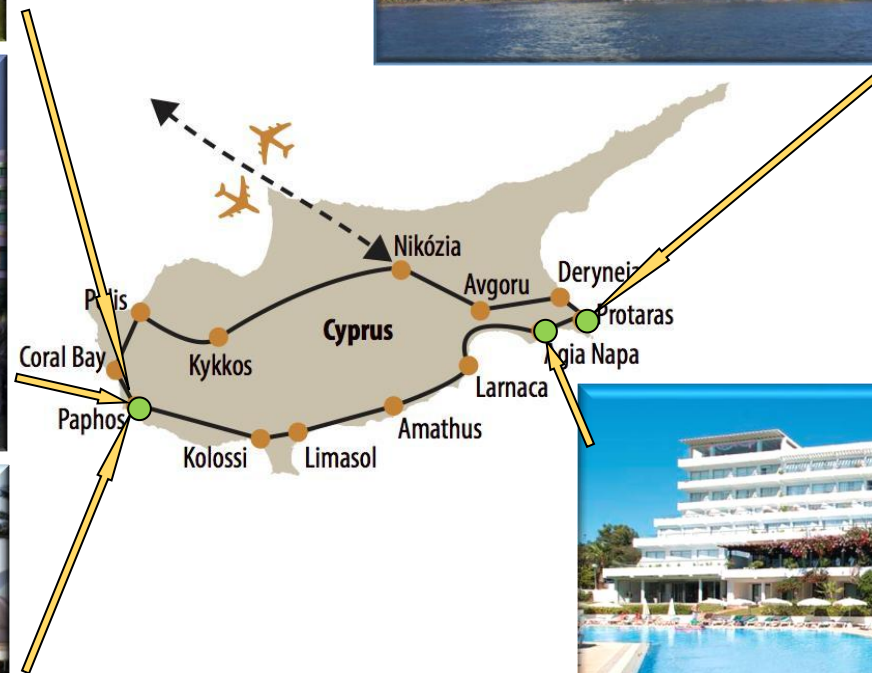 Nikózia
Deryneia
Avgoru
Protaras
Polis
Cyprus
Agia Napa
Coral Bay
Kykkos
Larnaca
Paphos
Amathus
Kolossi
Limasol